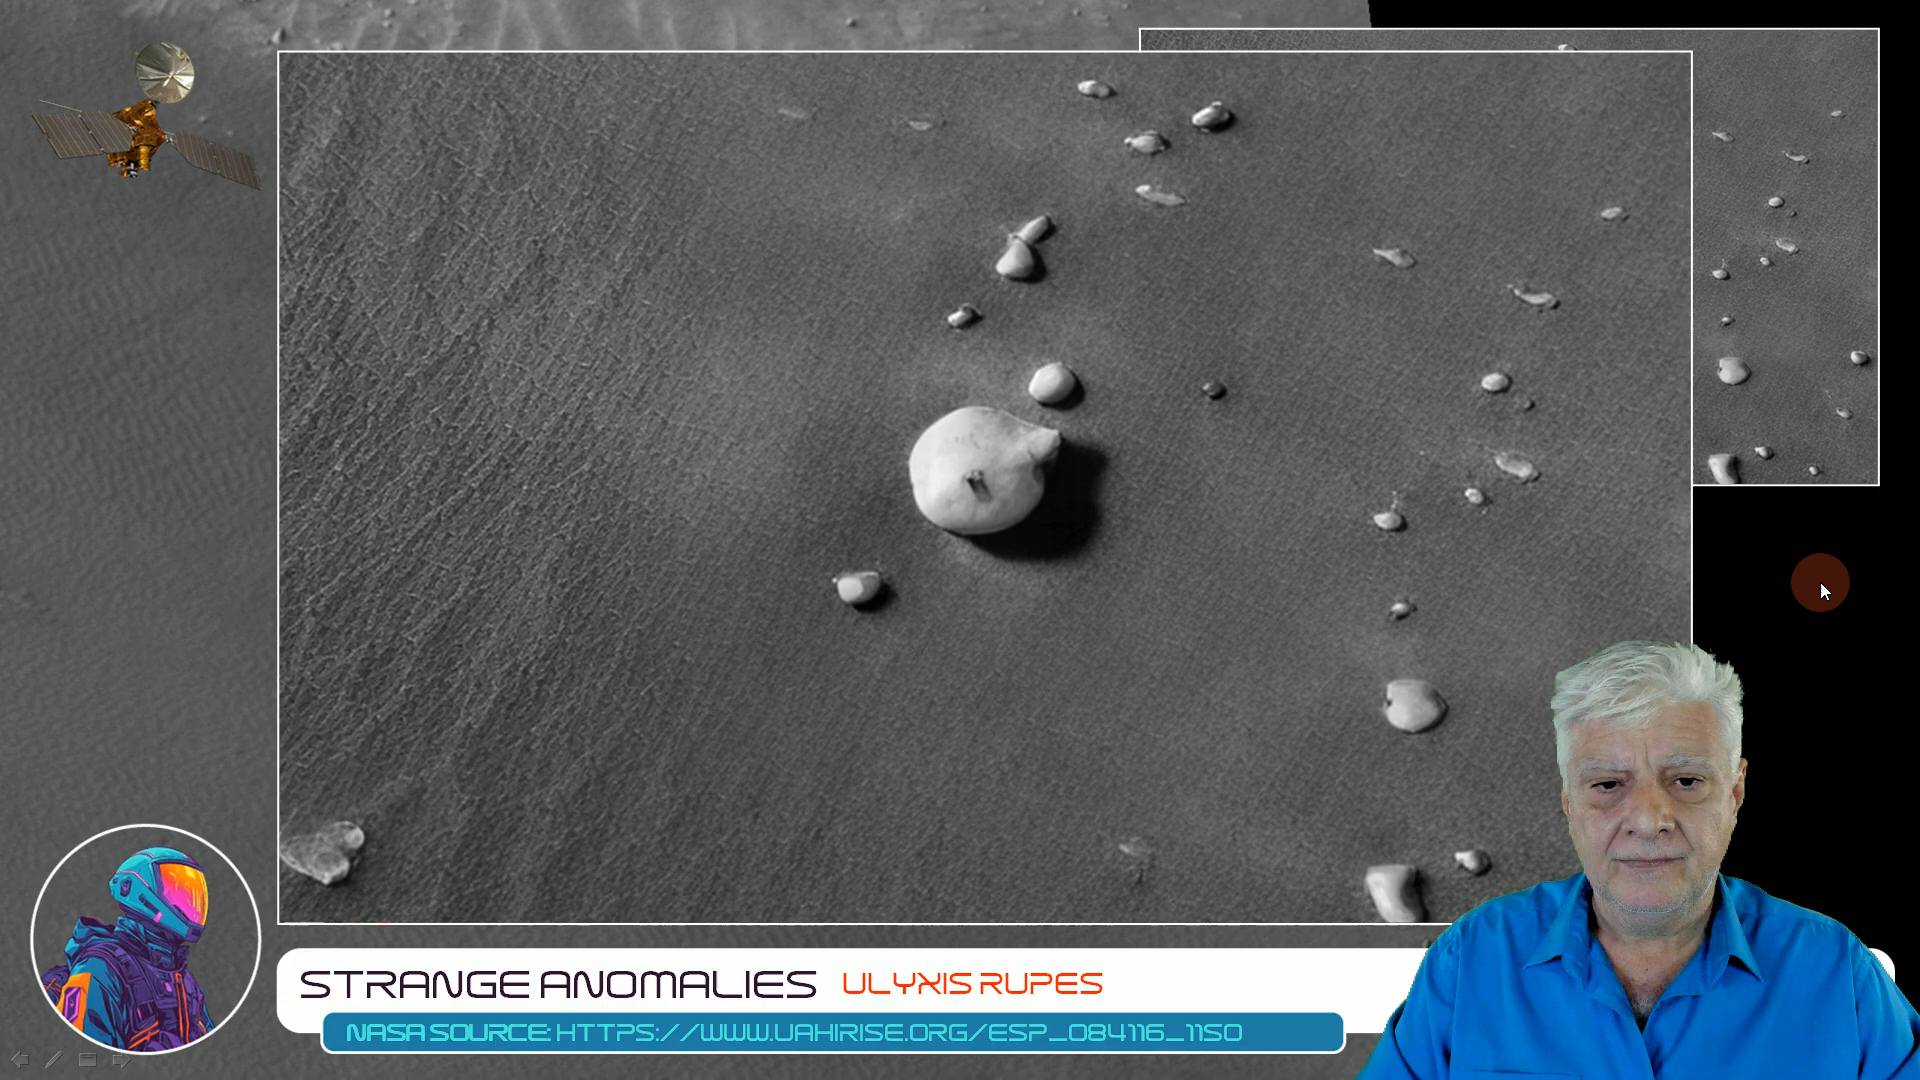 STRANGE ANOMALIES ULYXIS RUPES
NASA SOURCE: HTTPS://WWW.UAHIRISE.ORG/ESP_084116_1150